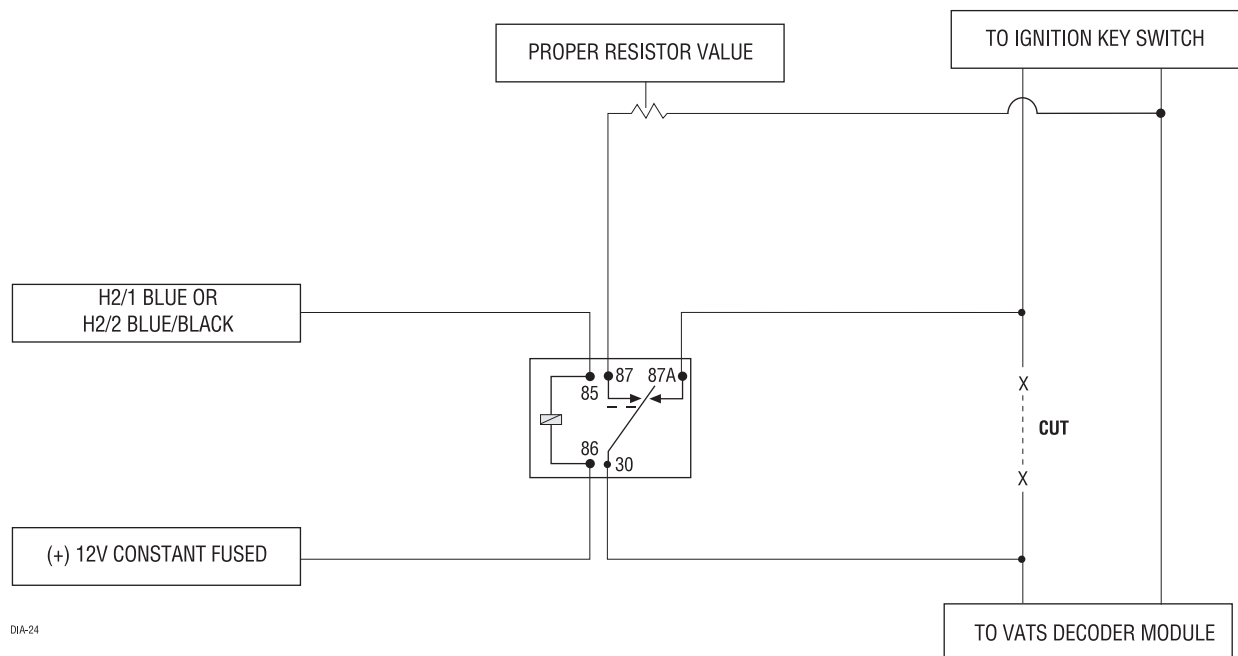 PROPER RESISTOR VALUE
TO IGNITION KEY SWITCH
H2/1 BLUE OR
H2/2 BLUE/BLACK
87
87A
85
86
30
X
CUT
X
(+) 12V CONSTANT FUSED
TO VATS DECODER MODULE
DIA-24